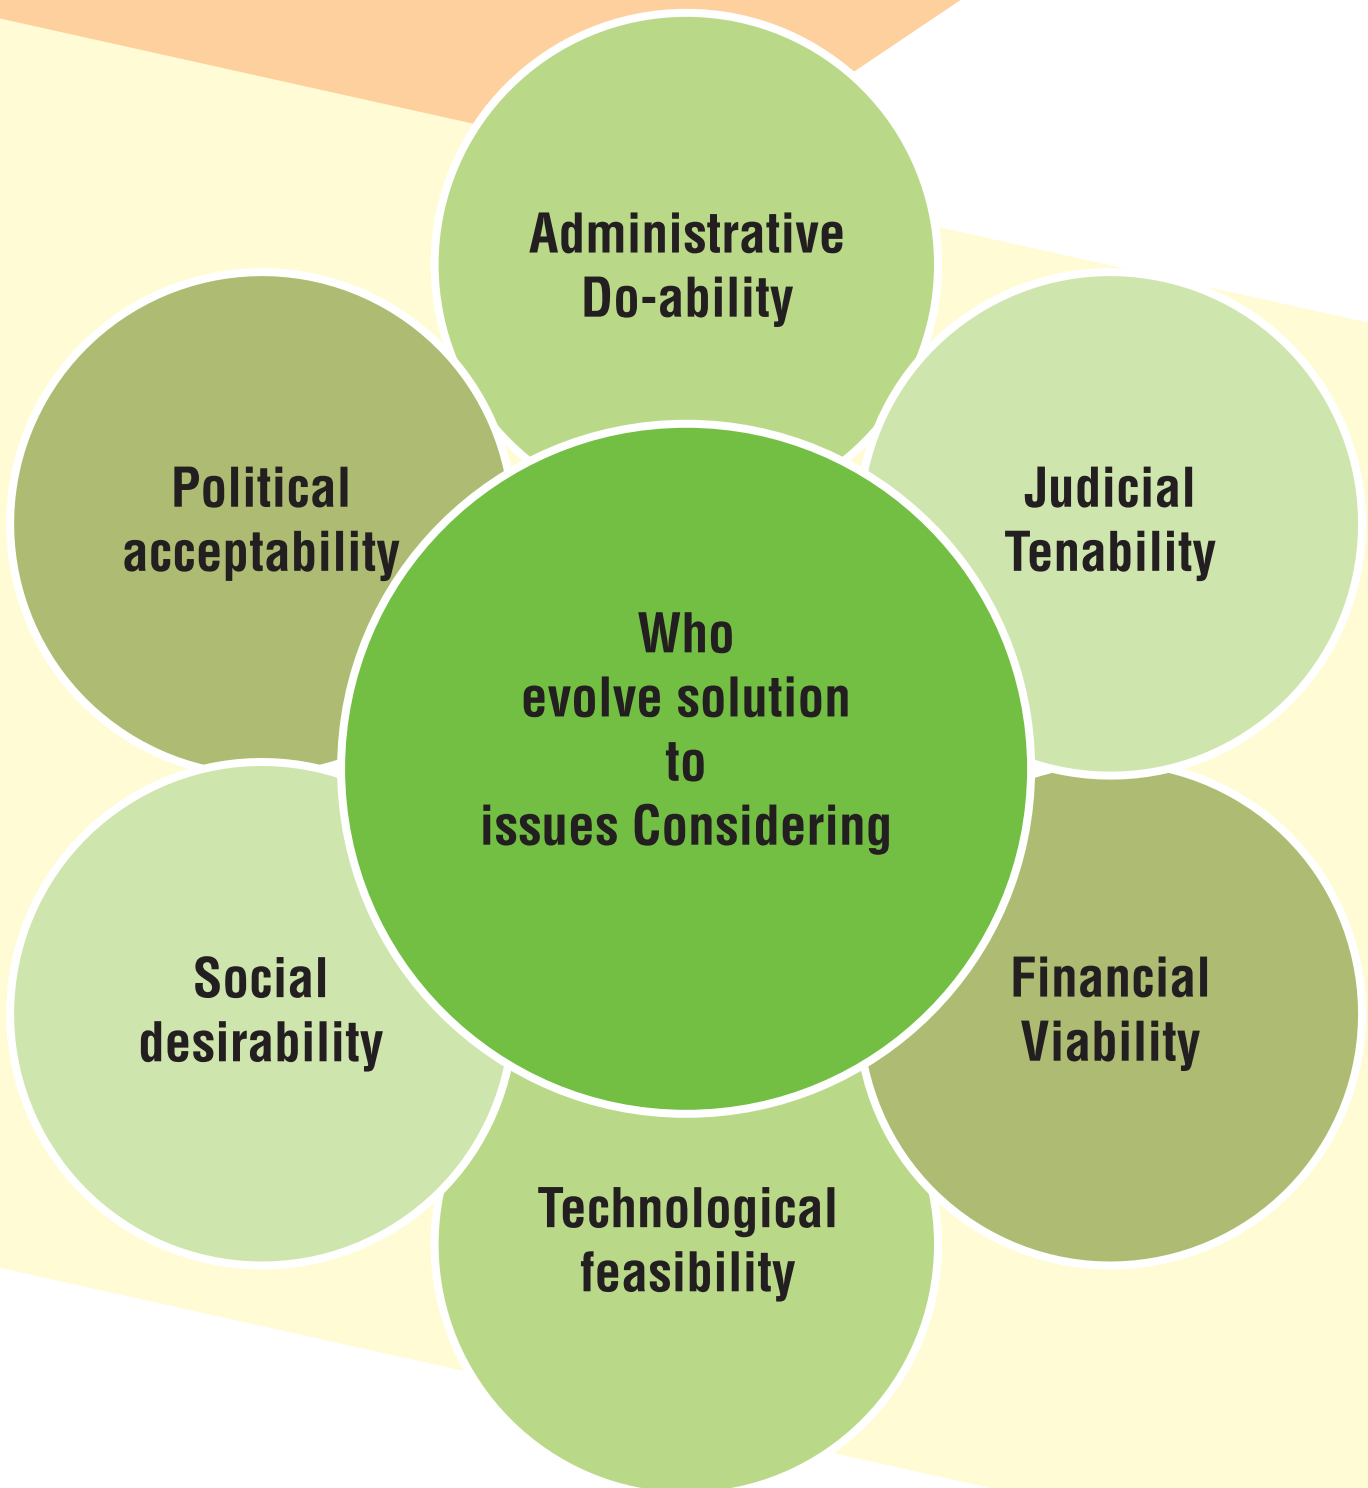 Administrative
Do-ability
Political
acceptability
Judicial
Tenability
Who
evolve solution
to
issues Considering
Social
desirability
Financial
Viability
Technological
feasibility